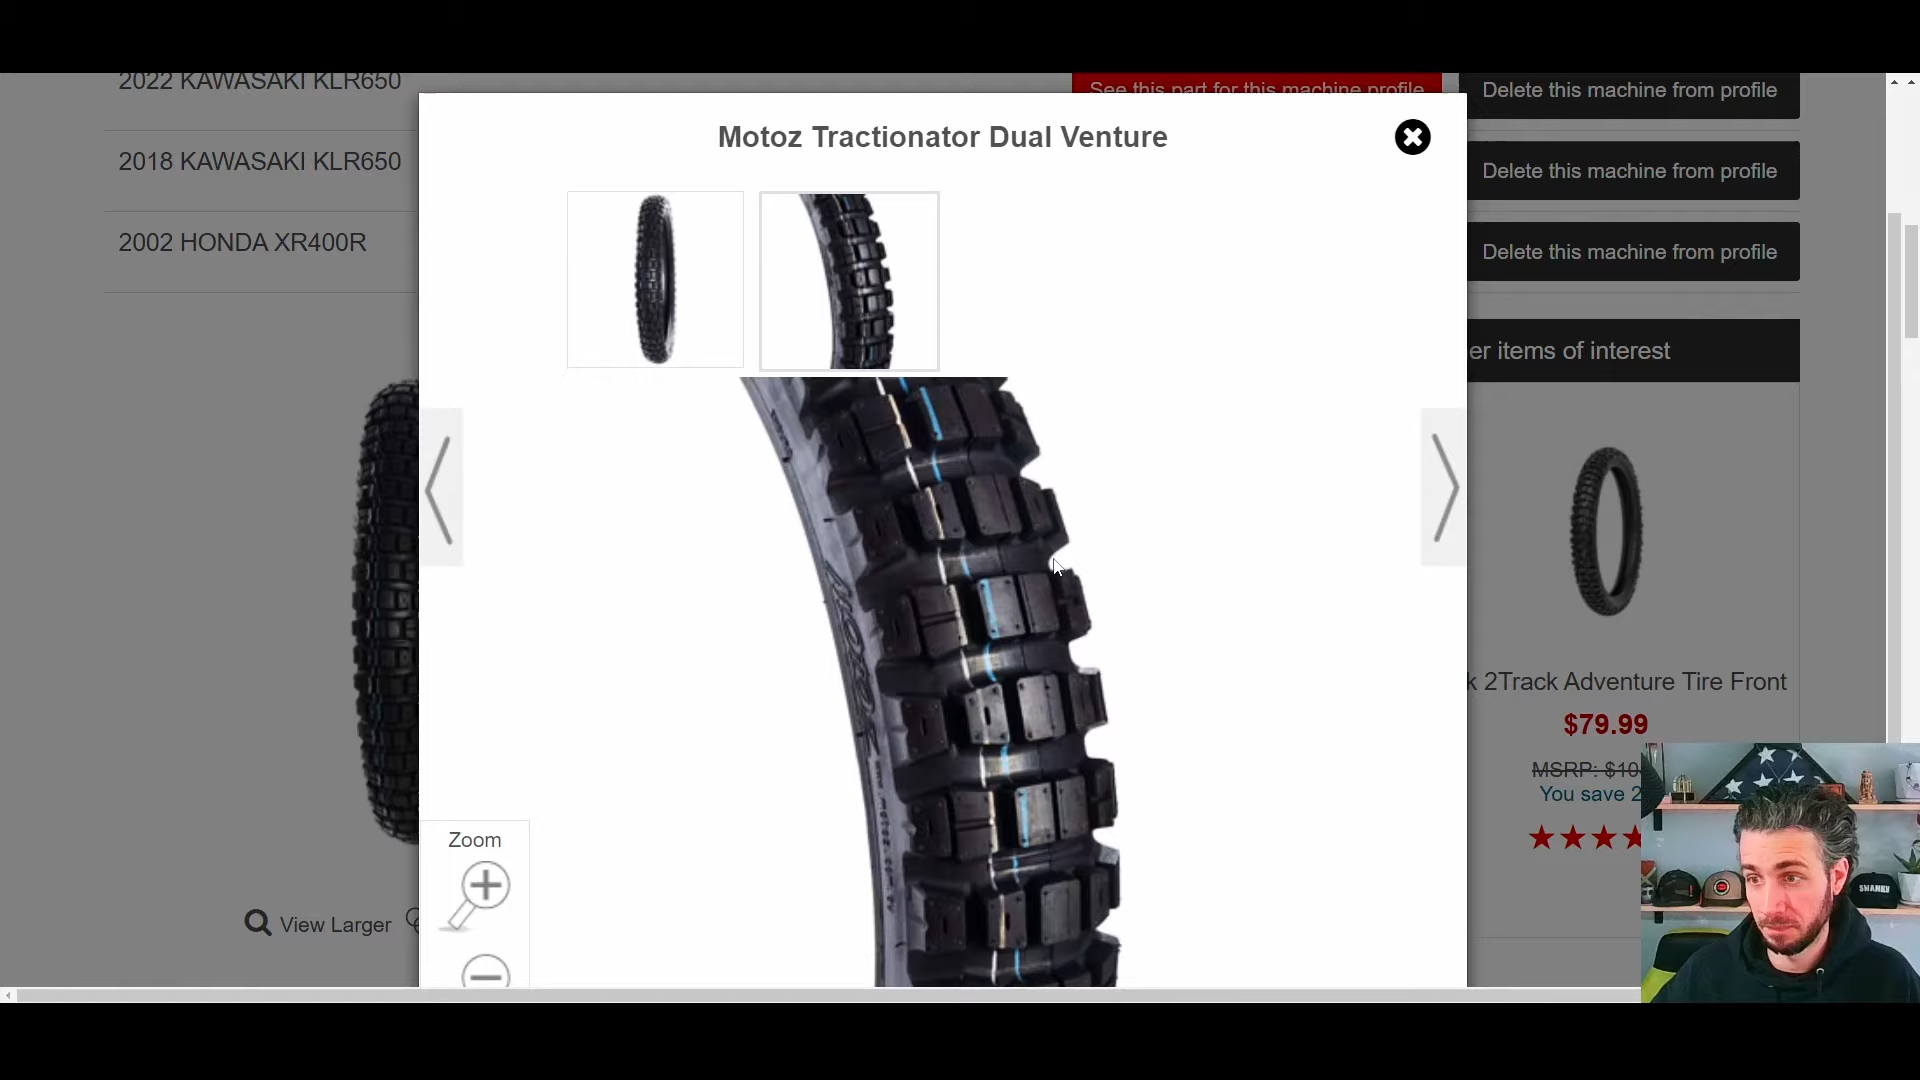 2022 KAWASAKI KLR650
See this part for this machine profile
Delete this machine from profile
Motoz Tractionator Dual Venture
2018 KAWASAKI KLR650
Delete this machine from profile
2002 HONDA XR400R
Delete this machine from profile
er items of interest
k 2Track Adventure Tire Front
$79.99
MSRP: $10
You save 2
Zoom
View Larger
MOTOZ
SWANKY